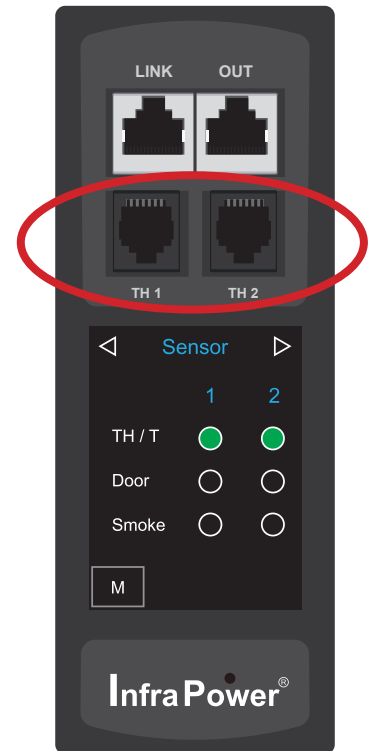 LINK OUT
TH 1 TH 2
Sensor
1 2
TH / T
Door
Smoke
M
InfraPower®